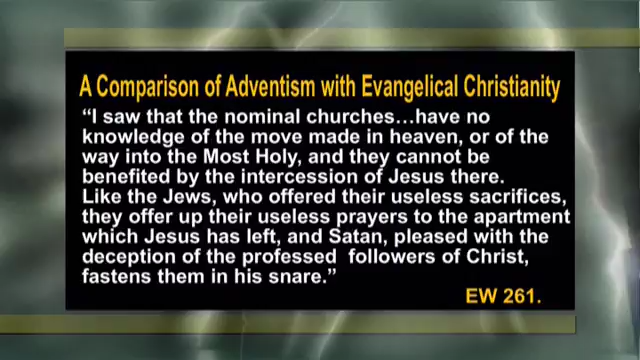 A Comparison of Adventism with Evangelical Christianity
“I saw that the nominal churches...have no
knowledge of the move made in heaven, or of the
way into the Most Holy, and they cannot be
benefited by the intercession of Jesus there.
Like the Jews, who offered their useless sacrifices,
they offer up their useless prayers to the apartment
which Jesus has left, and Satan, pleased with the
deception of the professed followers of Christ,
fastens them in his snare.”
EW 261.